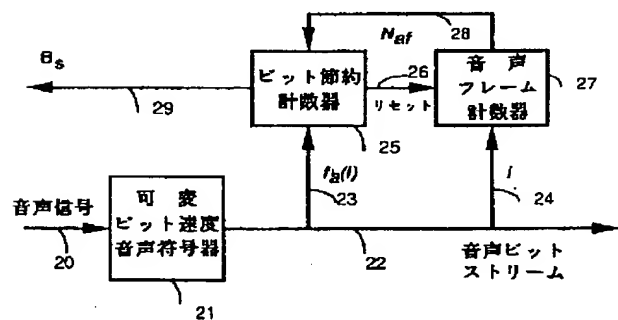 28
N_af
B_s
ビット節約
計数器
26
リセット
音声
フレーム
計数器
27
29
25
f_a(i)
23
i
24
音声信号
20
可変
ビット速度
音声符号器
21
22
音声ビット
ストリーム